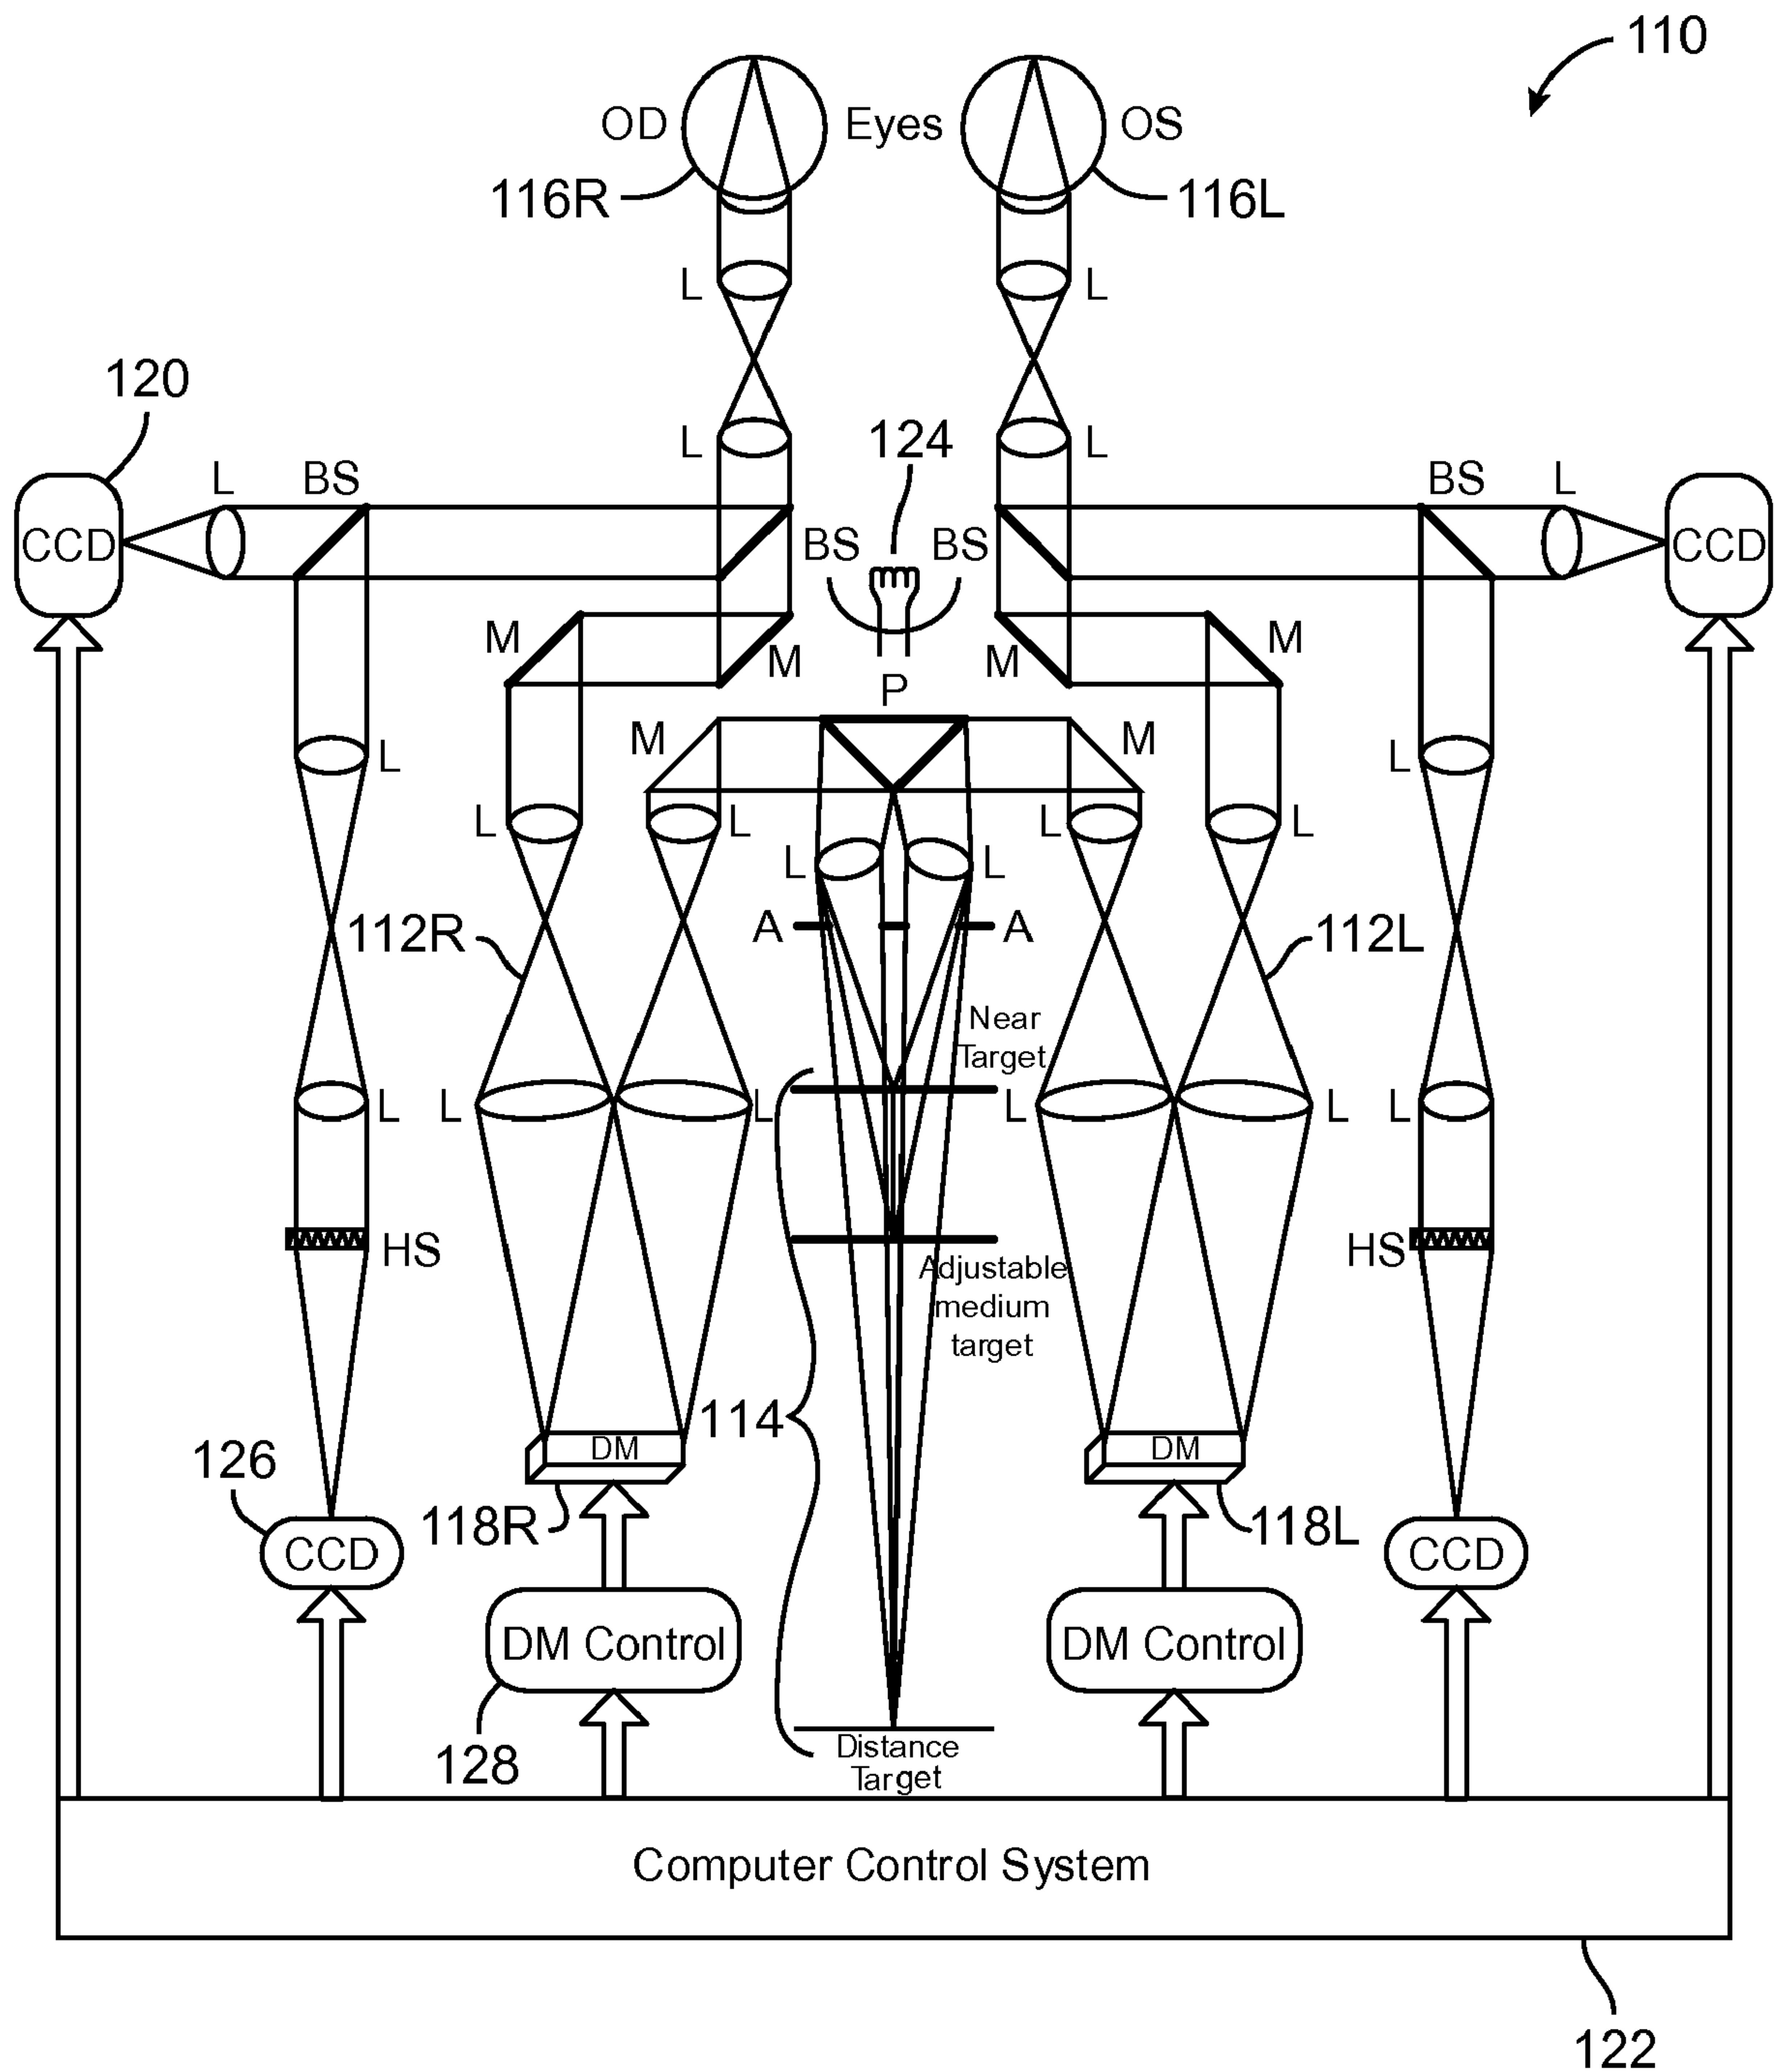 110
OD
Eyes
OS
116R
116L
L
L
120
L
124
L
L
BS
BS
L
CCD
BS
BS
CCD
M
M
M
M
P
M
M
L
L
L
L
L
L
L
L
112R
A
A
112L
Near
Target
L
L
L
L
L
L
HS
HS
Adjustable
medium
target
114
DM
DM
126
118R
118L
CCD
CCD
DM Control
DM Control
128
Distance
Target
Computer Control System
122